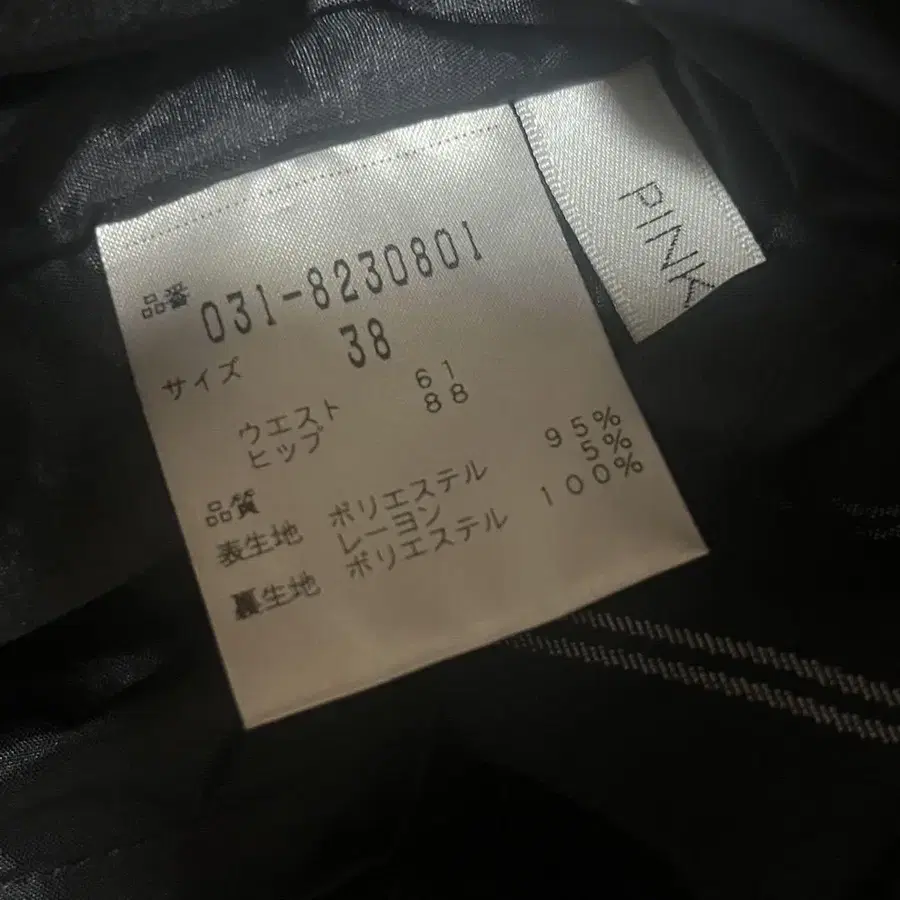 品番 031-8230801
サイズ 38
ウエスト 61
ヒップ 88
品質
表生地 ポリエステル 95%
レーヨン 5%
裏生地 ポリエステル 100%
PINK